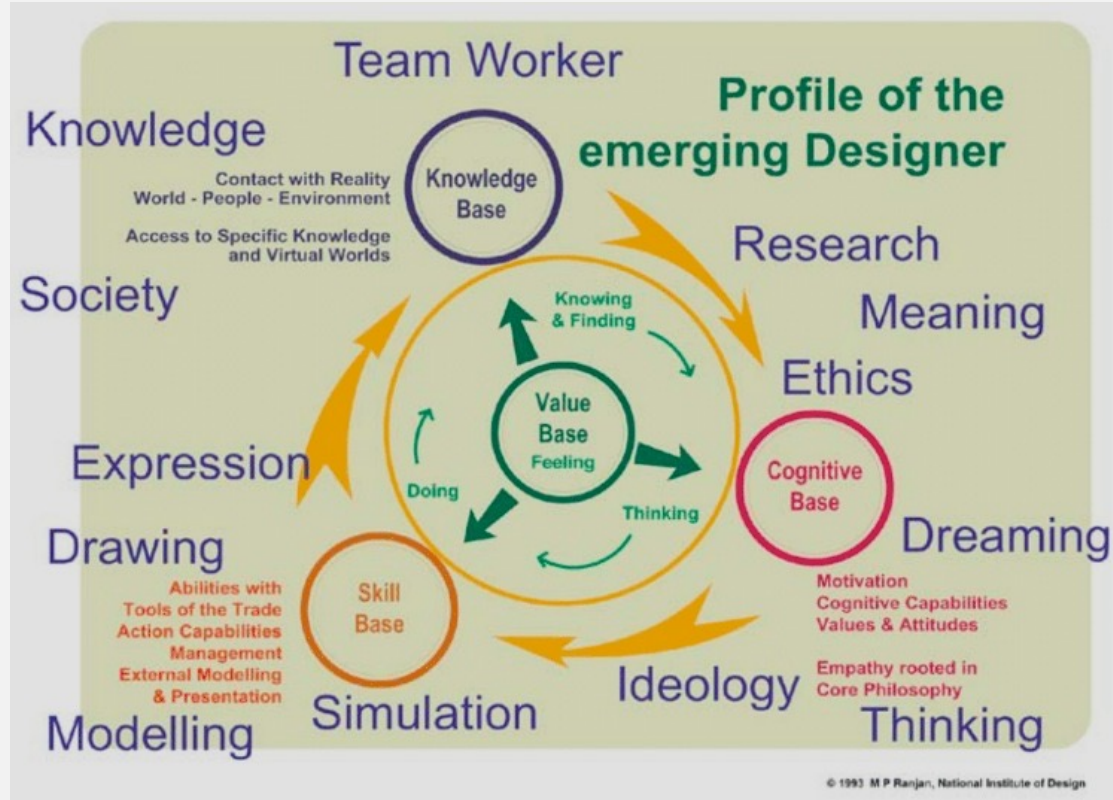 Team Worker
Profile of the
emerging Designer
Knowledge
Contact with Reality
World - People - Environment
Access to Specific Knowledge
and Virtual Worlds
Knowledge
Base
Research
Society
Meaning
Knowing
& Finding
Ethics
Value
Base
Feeling
Expression
Doing
Thinking
Cognitive
Base
Drawing
Dreaming
Abilities with
Tools of the Trade
Action Capabilities
Management
External Modelling
& Presentation
Skill
Base
Motivation
Cognitive Capabilities
Values & Attitudes
Empathy rooted in
Core Philosophy
Ideology
Simulation
Modelling
Thinking
© 1993 M P Ranjan, National Institute of Design